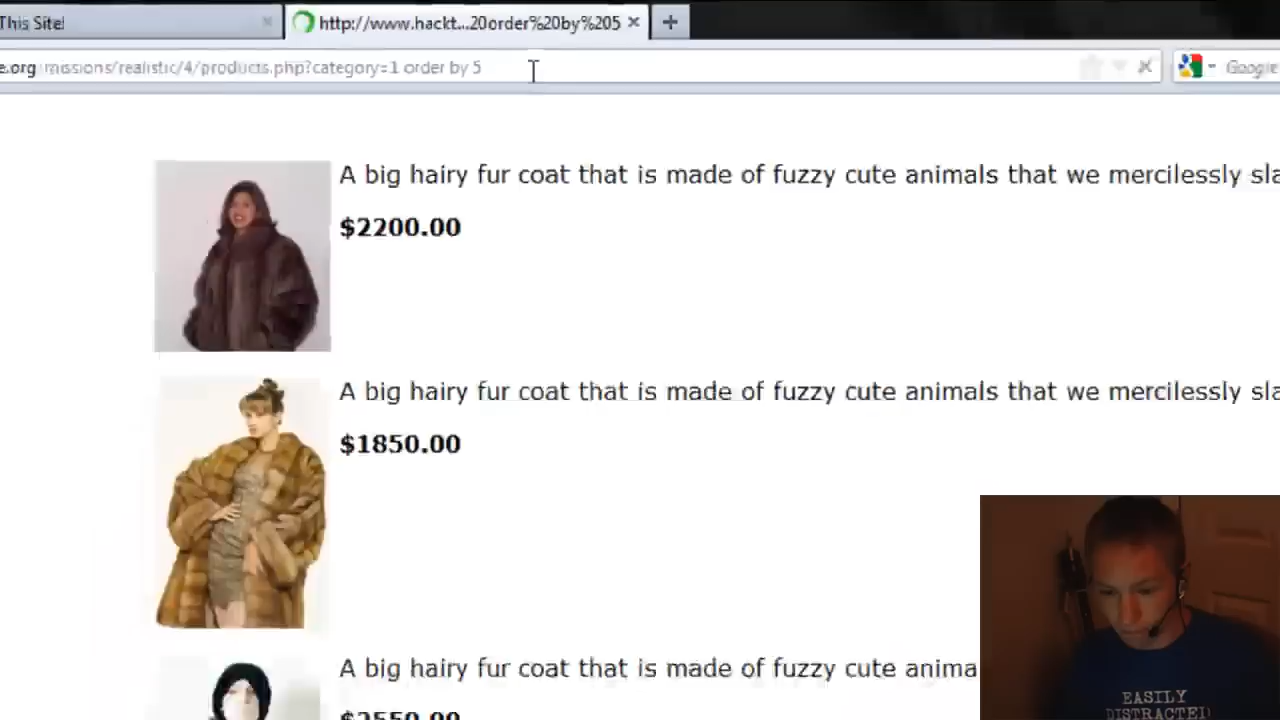 This Site!
http://www.hackt...20order%20by%205
e.org/missions/realistic/4/products.php?category=1 order by 5
Google
A big hairy fur coat that is made of fuzzy cute animals that we mercilessly sla
$2200.00
A big hairy fur coat that is made of fuzzy cute animals that we mercilessly sla
$1850.00
A big hairy fur coat that is made of fuzzy cute anima
$2550.00
EASILY
DISTRACTED